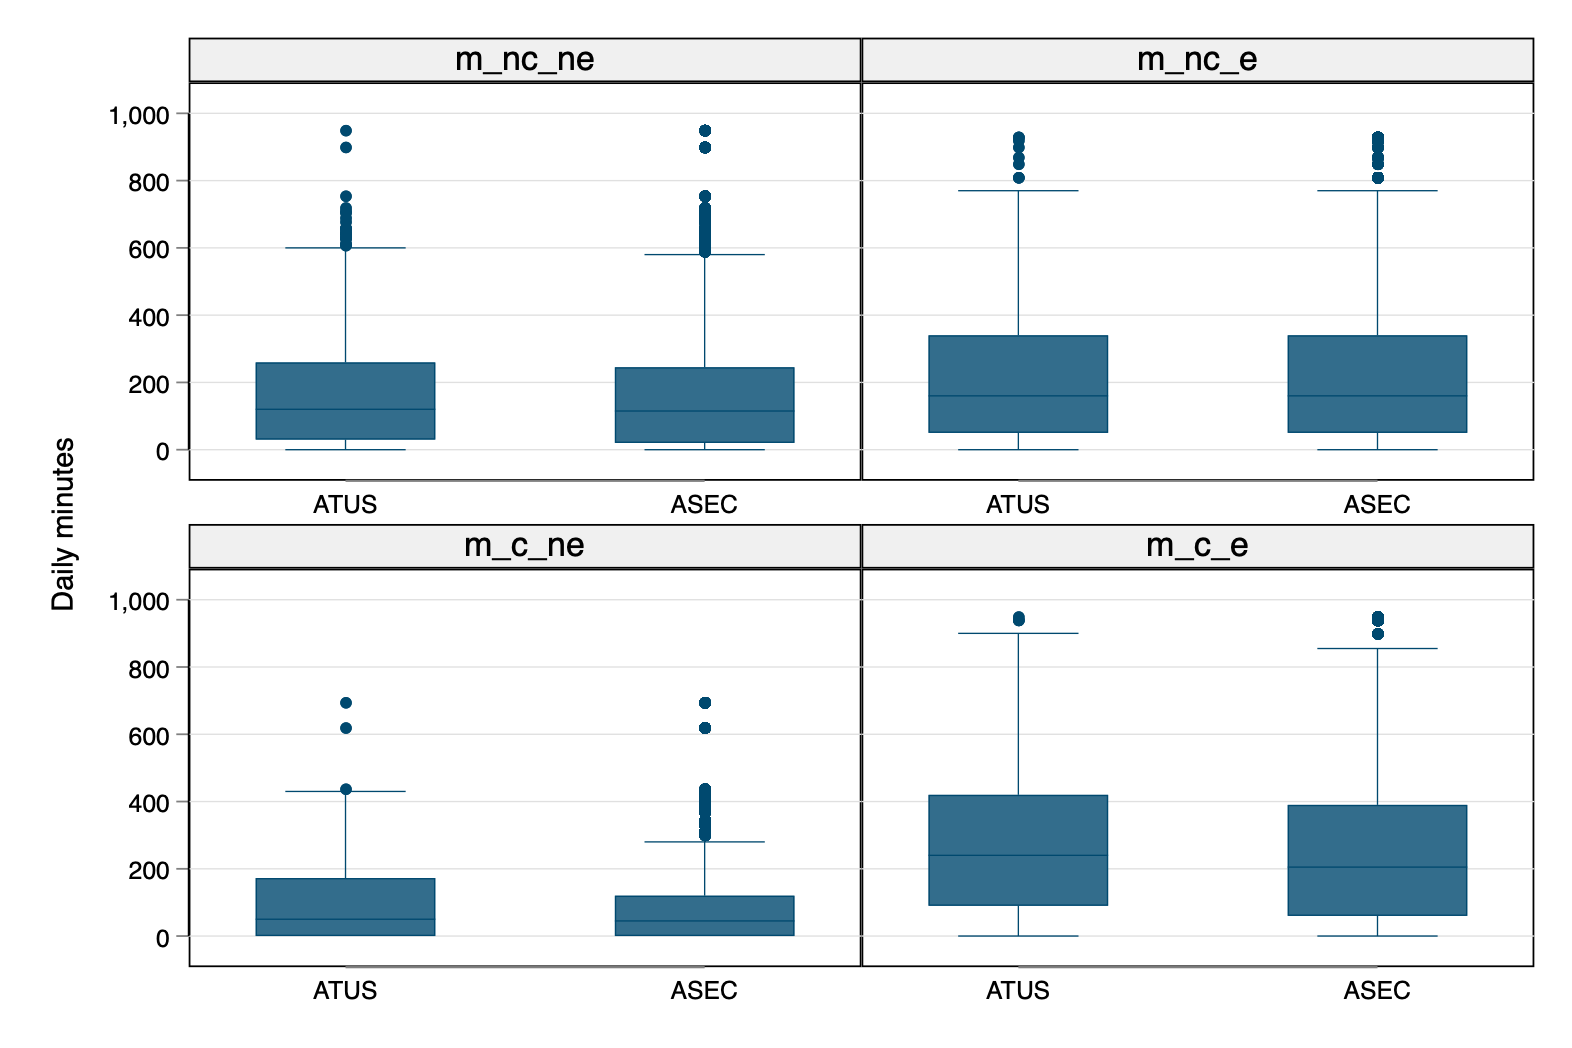 m_nc_ne
m_nc_e
1,000
800
600
400
200
0
ATUS
ASEC
ATUS
ASEC
Daily minutes
m_c_ne
m_c_e
1,000
800
600
400
200
0
ATUS
ASEC
ATUS
ASEC